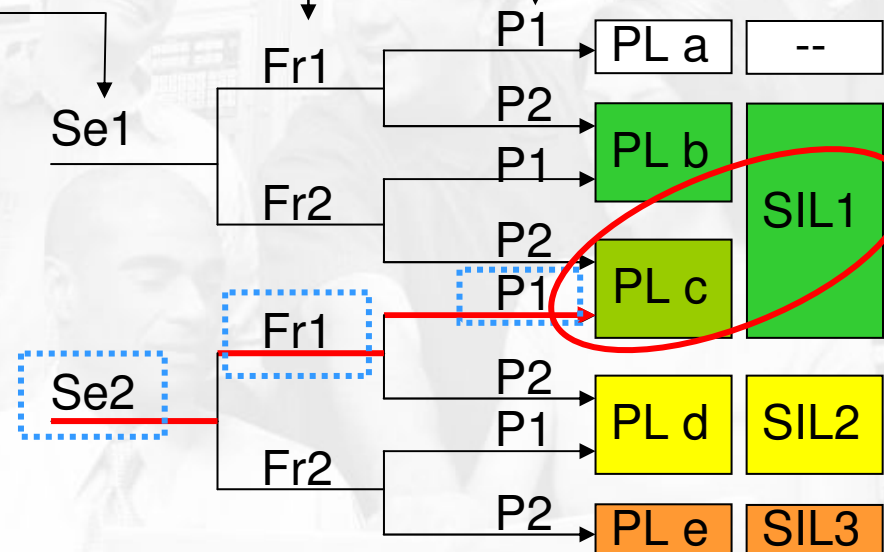 P1 PL a --
Fr1
P2
Se1 PL b
P1
Fr2 SIL1
P2
P1 PL c
Fr1
P2
Se2 PL d SIL2
P1
Fr2
P2 PL e SIL3